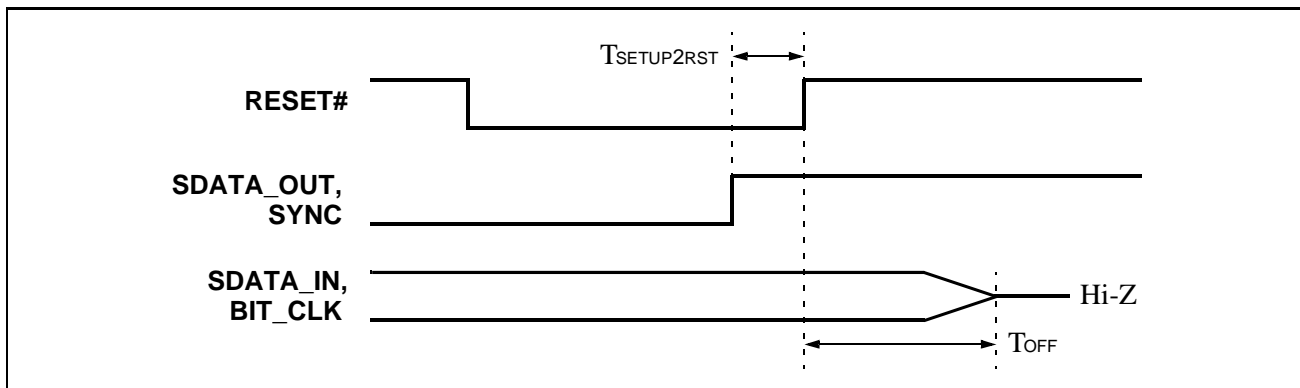 TSETUP2RST
RESET#
SDATA_OUT,
SYNC
SDATA_IN,
BIT_CLK
Hi-Z
TOFF